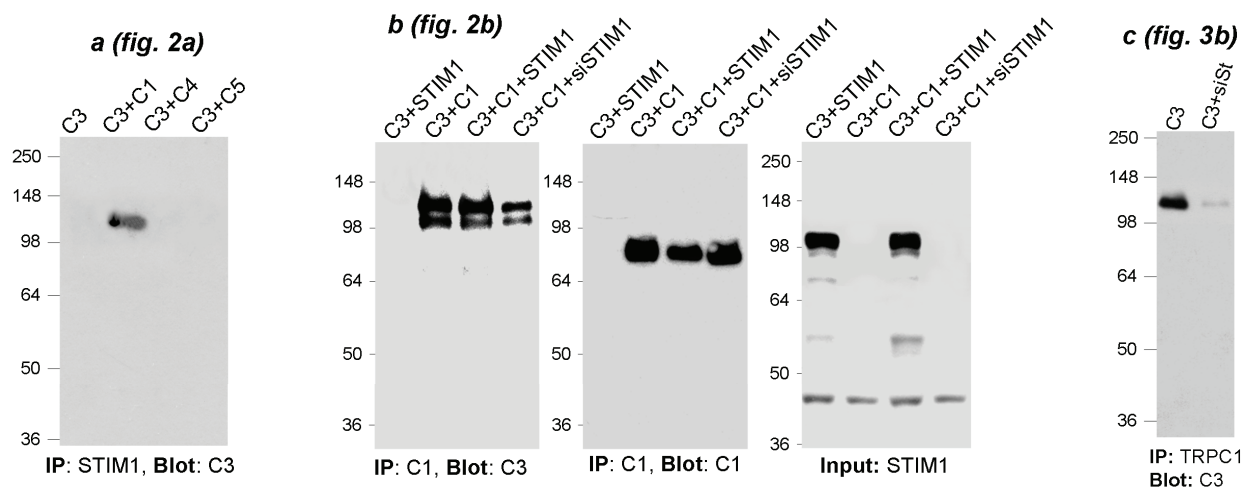 a (fig. 2a)
C3
C3+C1
C3+C4
C3+C5
250
148
98
64
50
36
IP: STIM1, Blot: C3
b (fig. 2b)
C3+STIM1
C3+C1
C3+C1+STIM1
C3+C1+siSTIM1
148
98
64
50
36
IP: C1, Blot: C3
C3+STIM1
C3+C1
C3+C1+STIM1
C3+C1+siSTIM1
148
98
64
50
36
IP: C1, Blot: C1
C3+STIM1
C3+C1
C3+C1+STIM1
C3+C1+siSTIM1
250
148
98
64
50
36
Input: STIM1
c (fig. 3b)
C3
C3+siSt
250
148
98
64
50
36
IP: TRPC1
Blot: C3